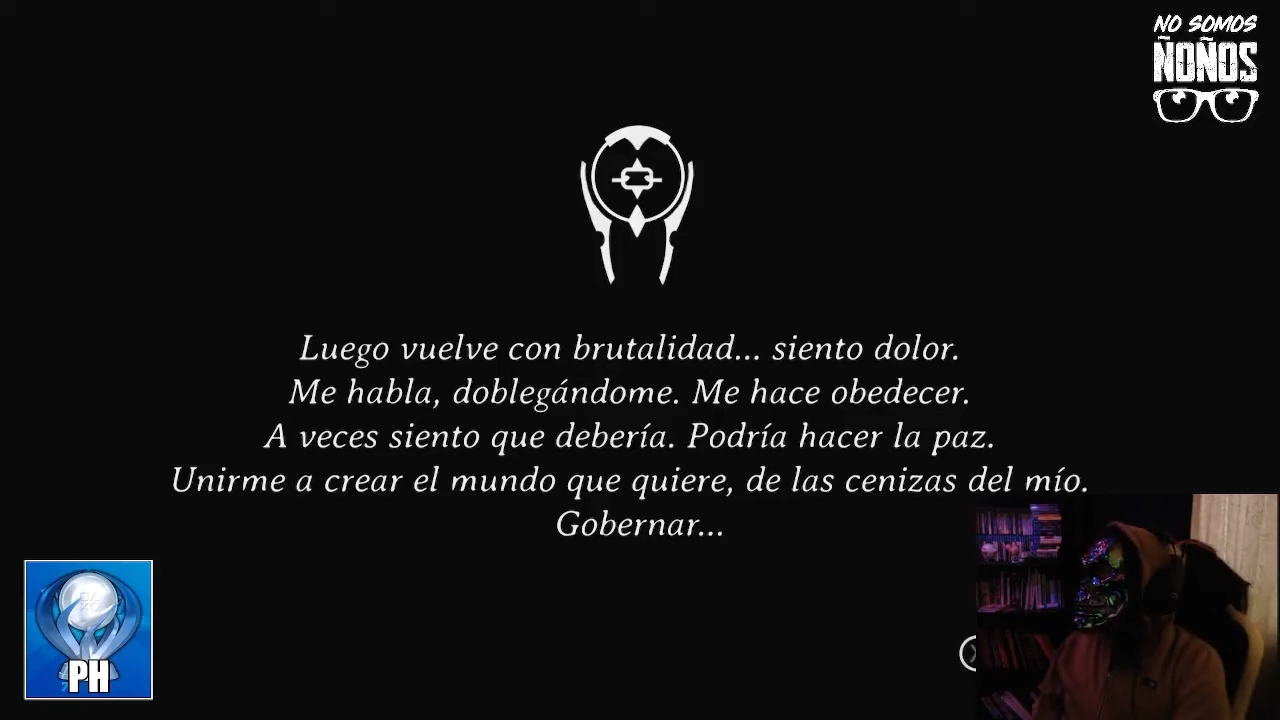 NO SOMOS
ÑOÑOS
Luego vuelve con brutalidad... siento dolor.
Me habla, doblegándome. Me hace obedecer.
A veces siento que debería. Podría hacer la paz.
Unirme a crear el mundo que quiere, de las cenizas del mío.
Gobernar...
PH